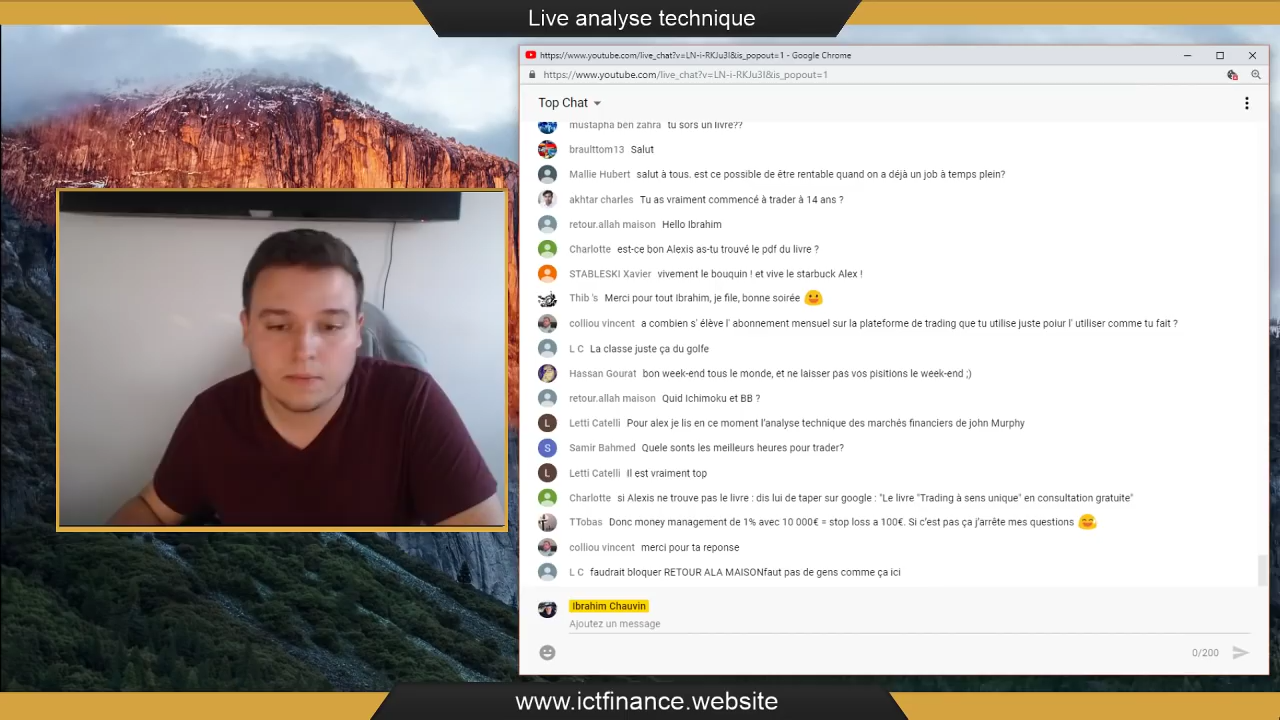 Live analyse technique
https://www.youtube.com/live_chat?v=LN-i-RKJu3I&is_popout=1 - Google Chrome
https://www.youtube.com/live_chat?v=LN-i-RKJu3I&is_popout=1
Top Chat
mustapha ben zahra tu sors un livre??
braulttom13 Salut
Mallie Hubert salut à tous. est ce possible de être rentable quand on a déjà un job à temps plein?
akhtar charles Tu as vraiment commencé à trader à 14 ans ?
retour.allah maison Hello Ibrahim
Charlotte est-ce bon Alexis as-tu trouvé le pdf du livre ?
STABLESKI Xavier vivement le bouquin ! et vive le starbuck Alex !
Thib 's Merci pour tout Ibrahim, je file, bonne soirée
colliou vincent a combien s' élève l' abonnement mensuel sur la plateforme de trading que tu utilise juste poiur l' utiliser comme tu fait ?
L C La classe juste ça du golfe
Hassan Gourat bon week-end tous le monde, et ne laisser pas vos pisitions le week-end ;)
retour.allah maison Quid Ichimoku et BB ?
L Letti Catelli Pour alex je lis en ce moment l'analyse technique des marchés financiers de john Murphy
S Samir Bahmed Quele sonts les meilleurs heures pour trader?
L Letti Catelli Il est vraiment top
Charlotte si Alexis ne trouve pas le livre : dis lui de taper sur google : "Le livre "Trading à sens unique" en consultation gratuite"
TTobas Donc money management de 1% avec 10 000€ = stop loss a 100€. Si c'est pas ça j'arrête mes questions
colliou vincent merci pour ta reponse
L C faudrait bloquer RETOUR ALA MAISONfaut pas de gens comme ça ici
Ibrahim Chauvin
Ajoutez un message
0/200
www.ictfinance.website